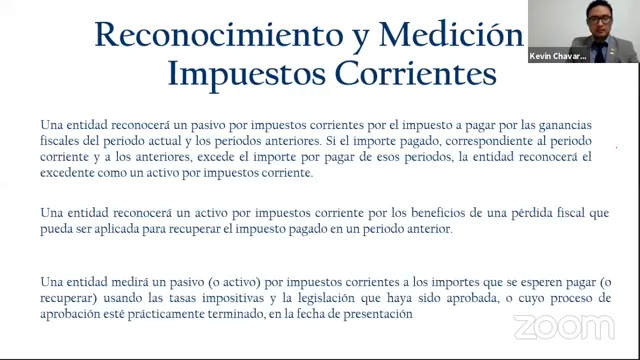 Reconocimiento y Medición
Impuestos Corrientes
Kevin Chavar...
Una entidad reconocerá un pasivo por impuestos corrientes por el impuesto a pagar por las ganancias
fiscales del periodo actual y los periodos anteriores. Si el importe pagado, correspondiente al periodo
corriente y a los anteriores, excede el importe por pagar de esos periodos, la entidad reconocerá el
excedente como un activo por impuestos corriente.
Una entidad reconocerá un activo por impuestos corriente por los beneficios de una pérdida fiscal que
pueda ser aplicada para recuperar el impuesto pagado en un periodo anterior.
Una entidad medirá un pasivo (o activo) por impuestos corrientes a los importes que se esperen pagar (o
recuperar) usando las tasas impositivas y la legislación que haya sido aprobada, o cuyo proceso de
aprobación esté prácticamente terminado, en la fecha de presentación
zoom